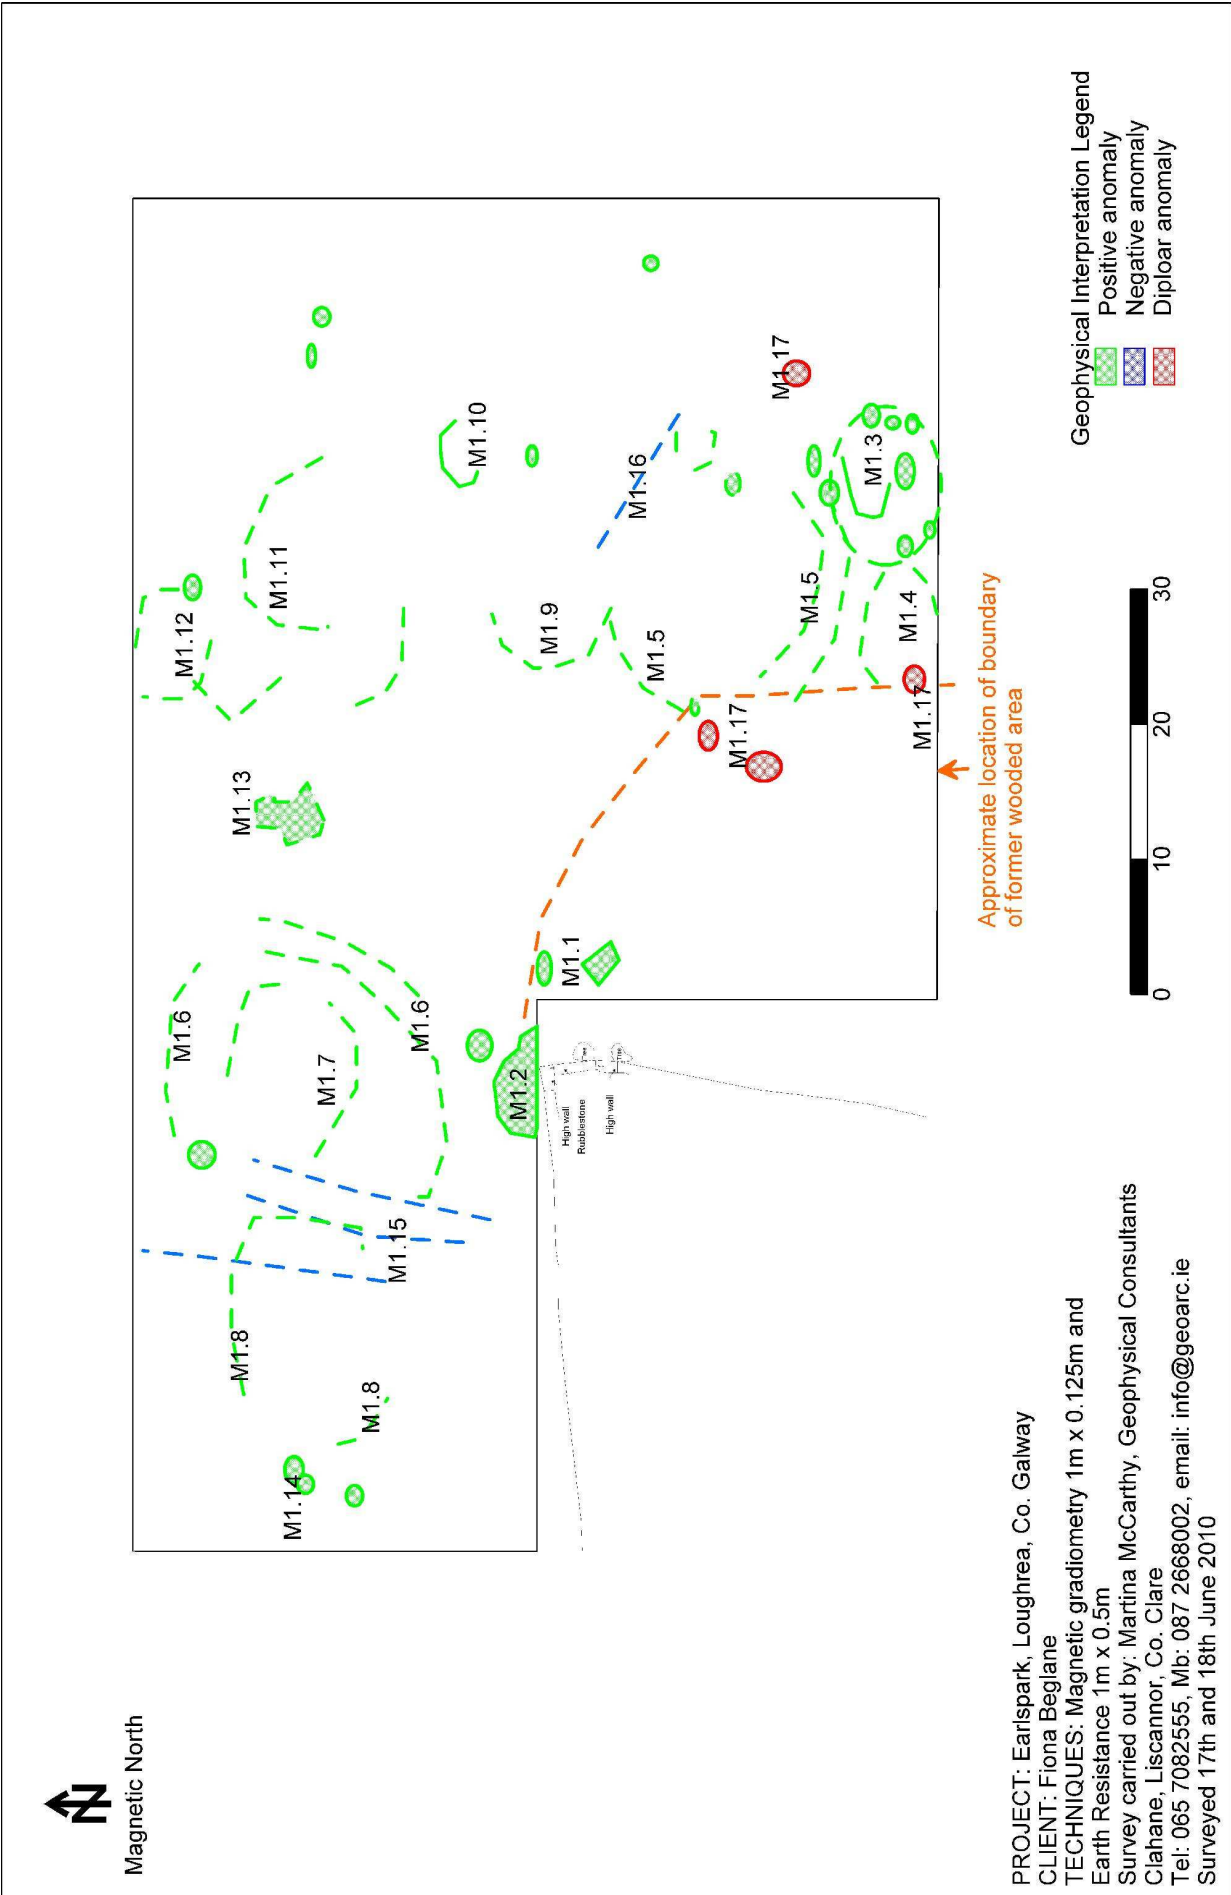 Magnetic North
M1.14
M1.8
M1.8
M1.15
M1.6
M1.7
M1.6
M1.2
M1.1
M1.13
M1.12
M1.11
M1.10
M1.9
M1.5
M1.16
M1.5
M1.17
M1.17
M1.3
M1.4
M1.17
High wall
Rubblestone
High wall
Tree
Tree
Approximate location of boundary
of former wooded area
0
10
20
30
Geophysical Interpretation Legend
Positive anomaly
Negative anomaly
Diploar anomaly
PROJECT: Earlspark, Loughrea, Co. Galway
CLIENT: Fiona Beglane
TECHNIQUES: Magnetic gradiometry 1m x 0.125m and
Earth Resistance 1m x 0.5m
Survey carried out by: Martina McCarthy, Geophysical Consultants
Clahane, Liscannor, Co. Clare
Tel: 065 7082555, Mb: 087 2668002, email: info@geoarc.ie
Surveyed 17th and 18th June 2010